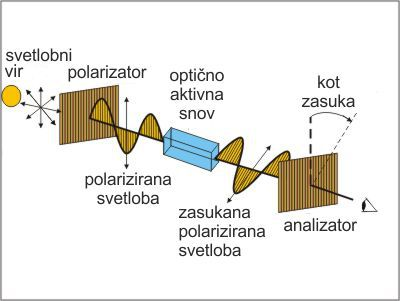 svetlobni
vir
polarizator
optično
aktivna
snov
kot
zasuka
polarizirana
svetloba
zasukana
polarizirana
svetloba
analizator